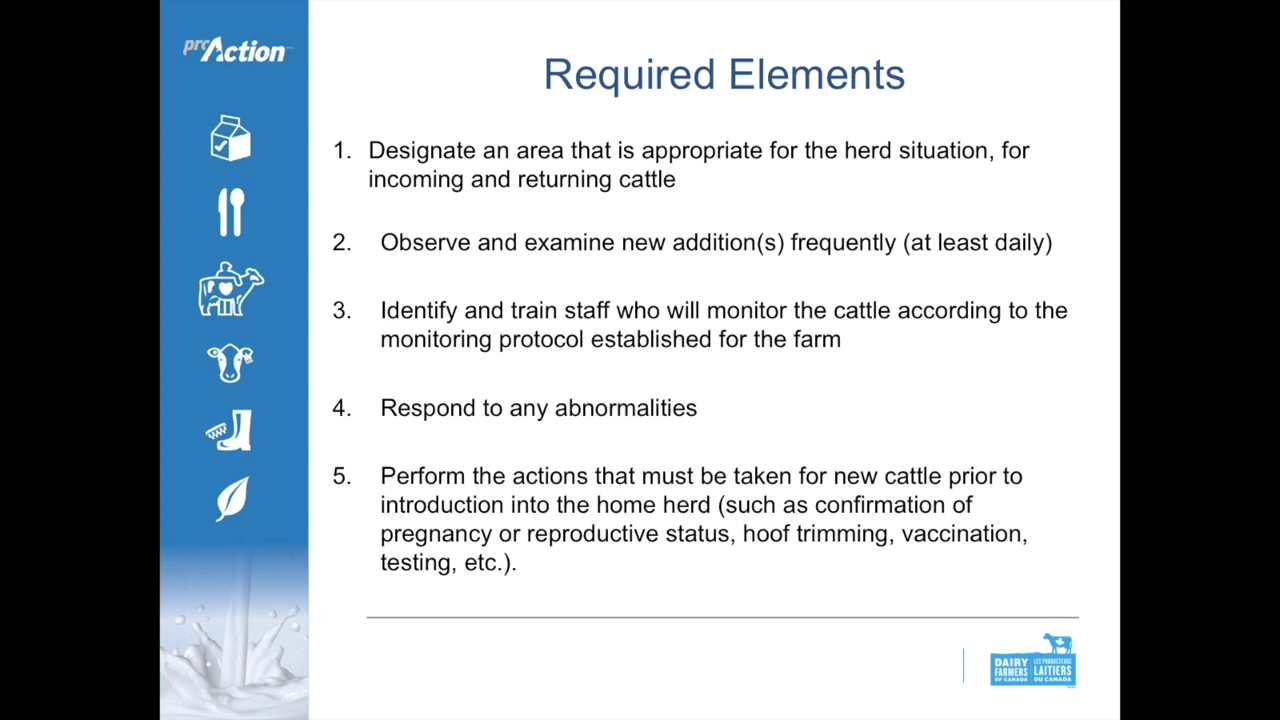 proAction
Required Elements
1. Designate an area that is appropriate for the herd situation, for
incoming and returning cattle
2. Observe and examine new addition(s) frequently (at least daily)
3. Identify and train staff who will monitor the cattle according to the
monitoring protocol established for the farm
4. Respond to any abnormalities
5. Perform the actions that must be taken for new cattle prior to
introduction into the home herd (such as confirmation of
pregnancy or reproductive status, hoof trimming, vaccination,
testing, etc.).
DAIRY
FARMERS
OF CANADA
LES PRODUCTEURS
LAITIERS
DU CANADA